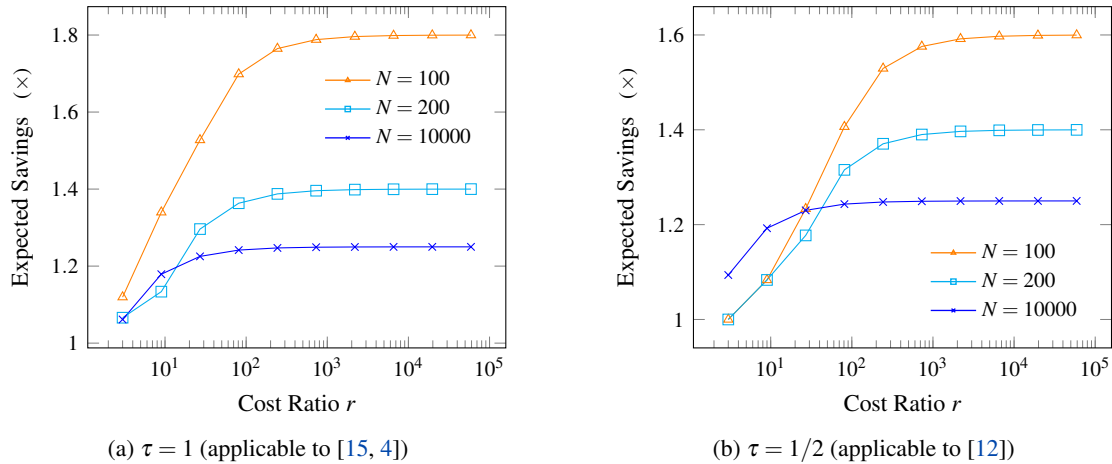 1.8
1.6
1.4
1.2
1
10^1
10^2
10^3
10^4
10^5
Expected Savings (×)
Cost Ratio r
N = 100
N = 200
N = 10000
(a) τ = 1 (applicable to [15, 4])
1.6
1.4
1.2
1
10^1
10^2
10^3
10^4
10^5
Expected Savings (×)
Cost Ratio r
N = 100
N = 200
N = 10000
(b) τ = 1/2 (applicable to [12])